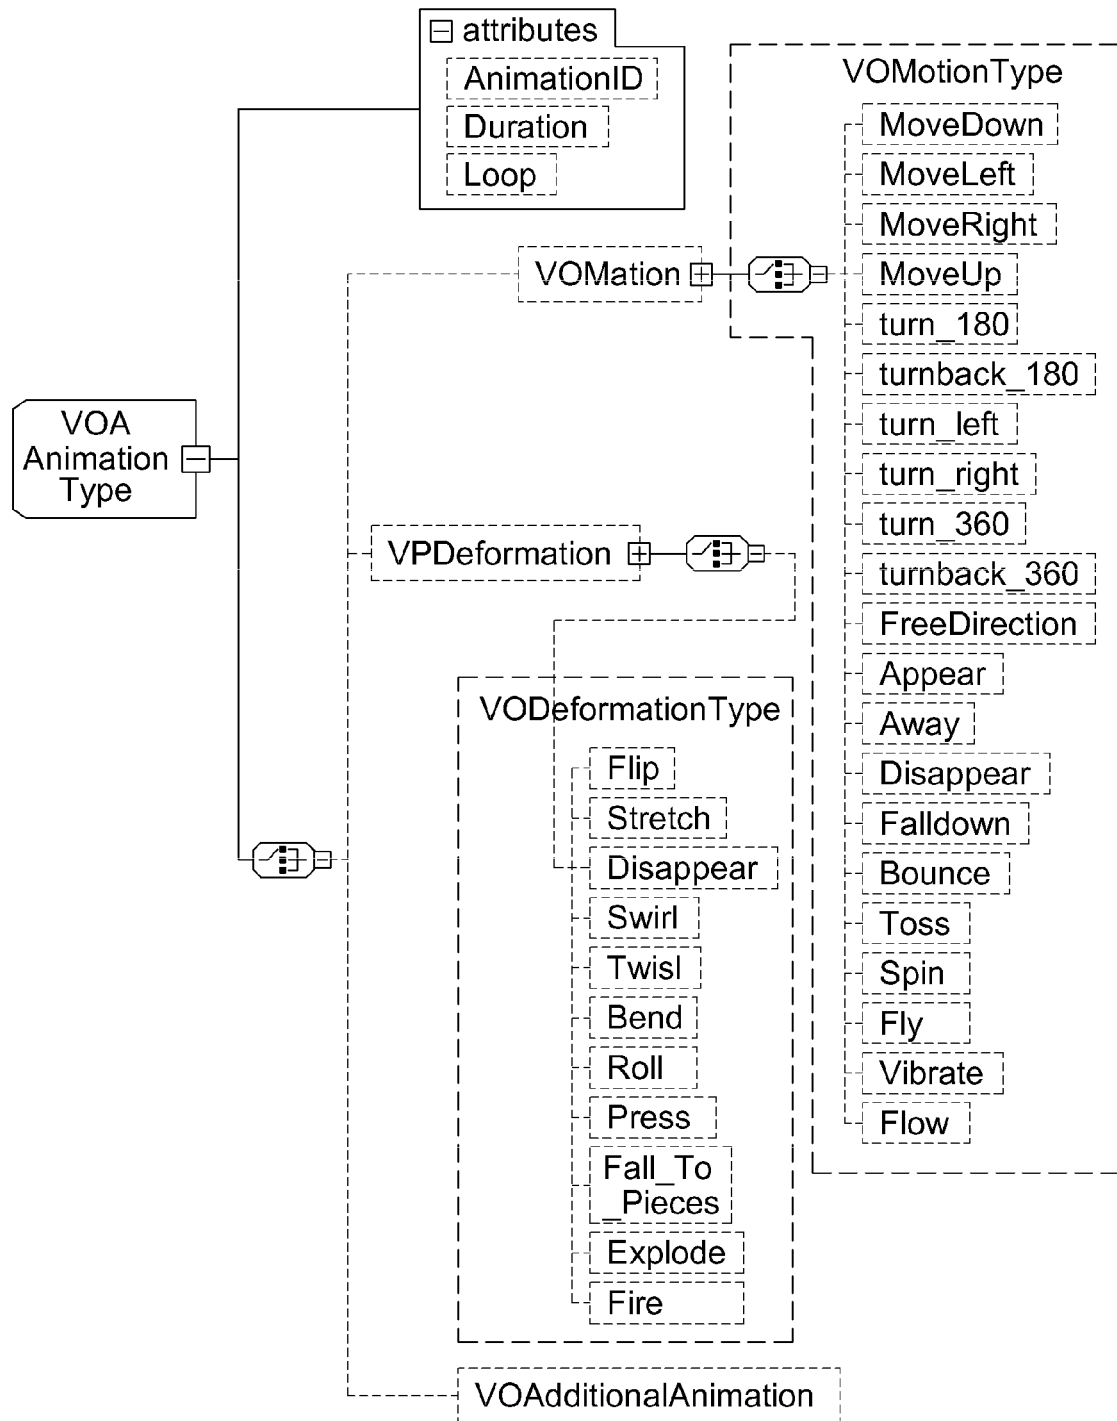 attributes
AnimationID
Duration
Loop
VOMotionType
MoveDown
MoveLeft
MoveRight
MoveUp
turn_180
turnback_180
turn_left
turn_right
turn_360
turnback_360
FreeDirection
Appear
Away
Disappear
Falldown
Bounce
Toss
Spin
Fly
Vibrate
Flow
VOMation
VOA
Animation
Type
VPDeformation
VODeformationType
Flip
Stretch
Disappear
Swirl
Twisl
Bend
Roll
Press
Fall_To
_Pieces
Explode
Fire
VOAdditionalAnimation